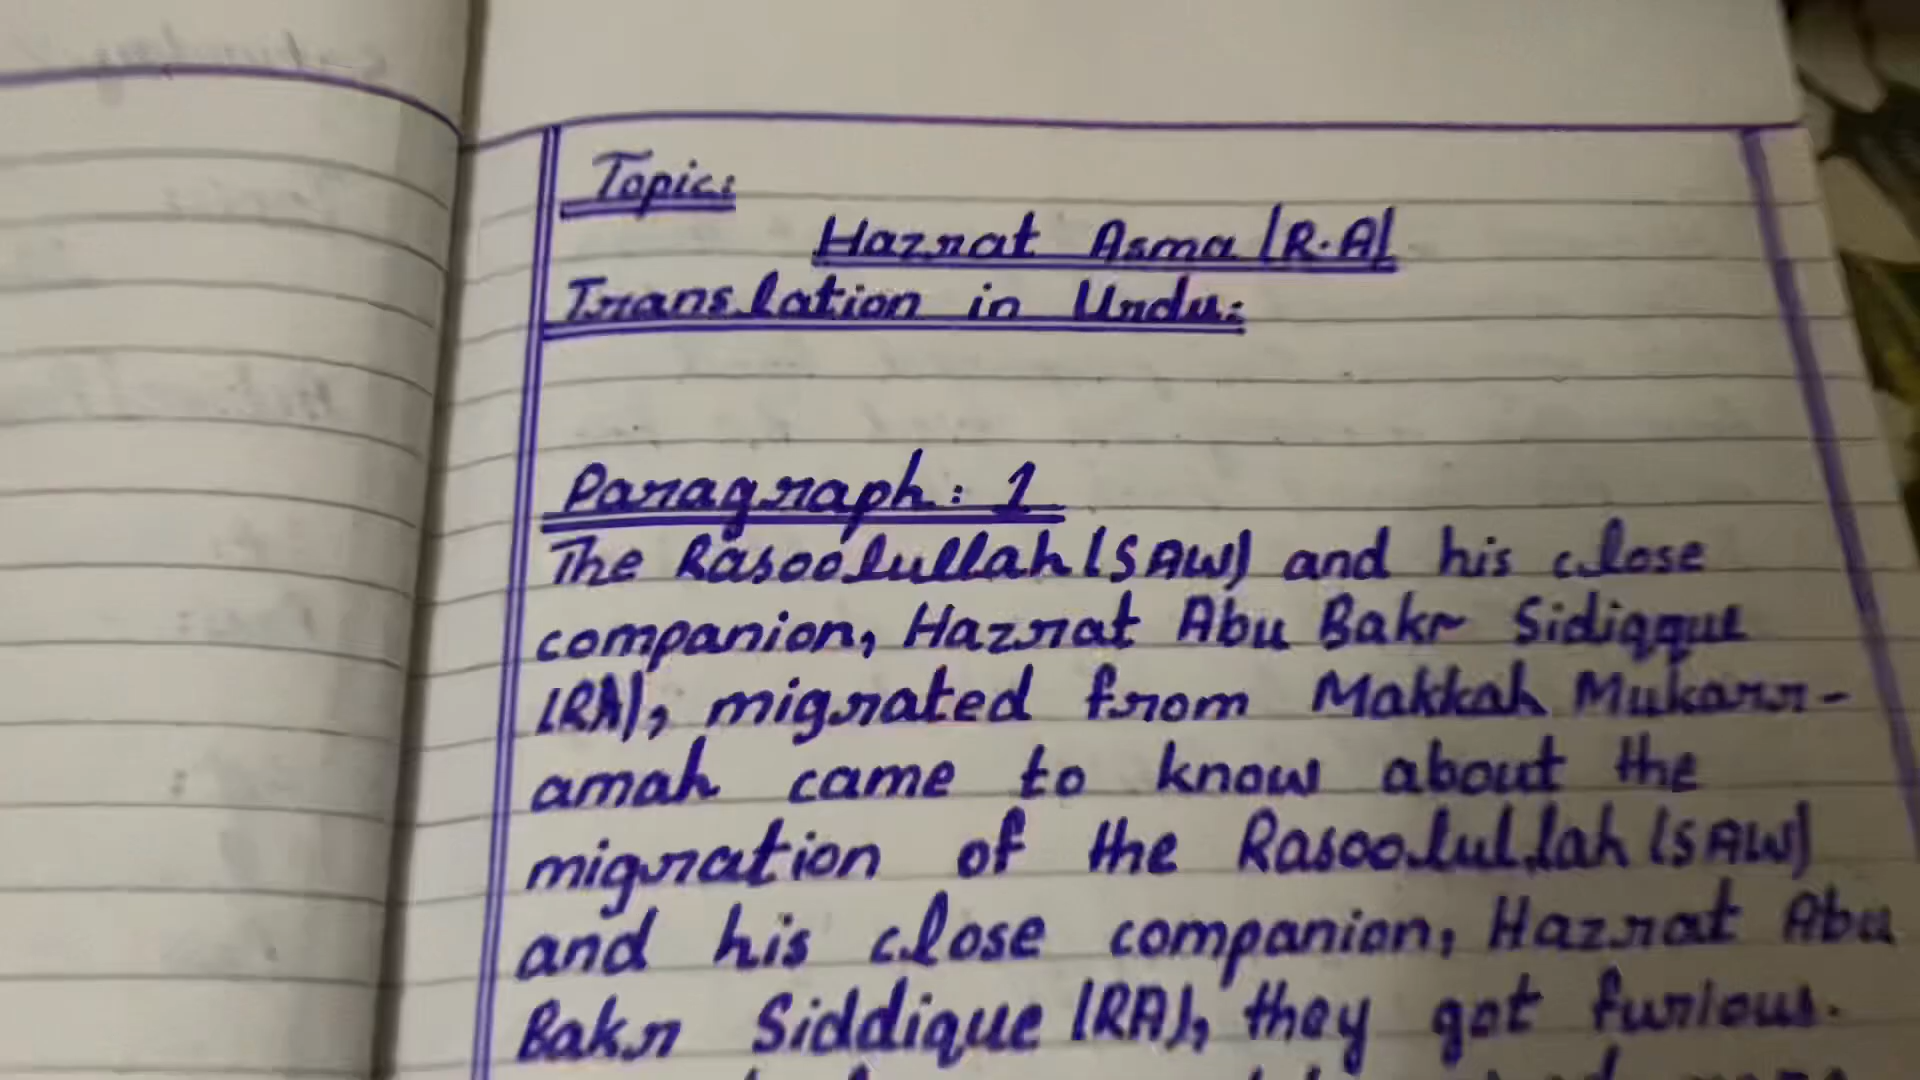 Topic:
Hazrat Asma (R.A)
Translation in Urdu:
Paragraph: 1
The Rasoolullah (SAW) and his close
companion, Hazrat Abu Bakr Sidiqque
(RA), migrated from Makkah Mukarr-
amah came to know about the
migration of the Rasoolullah (SAW)
and his close companion, Hazrat Abu
Bakr Siddique (RA), they got furious.